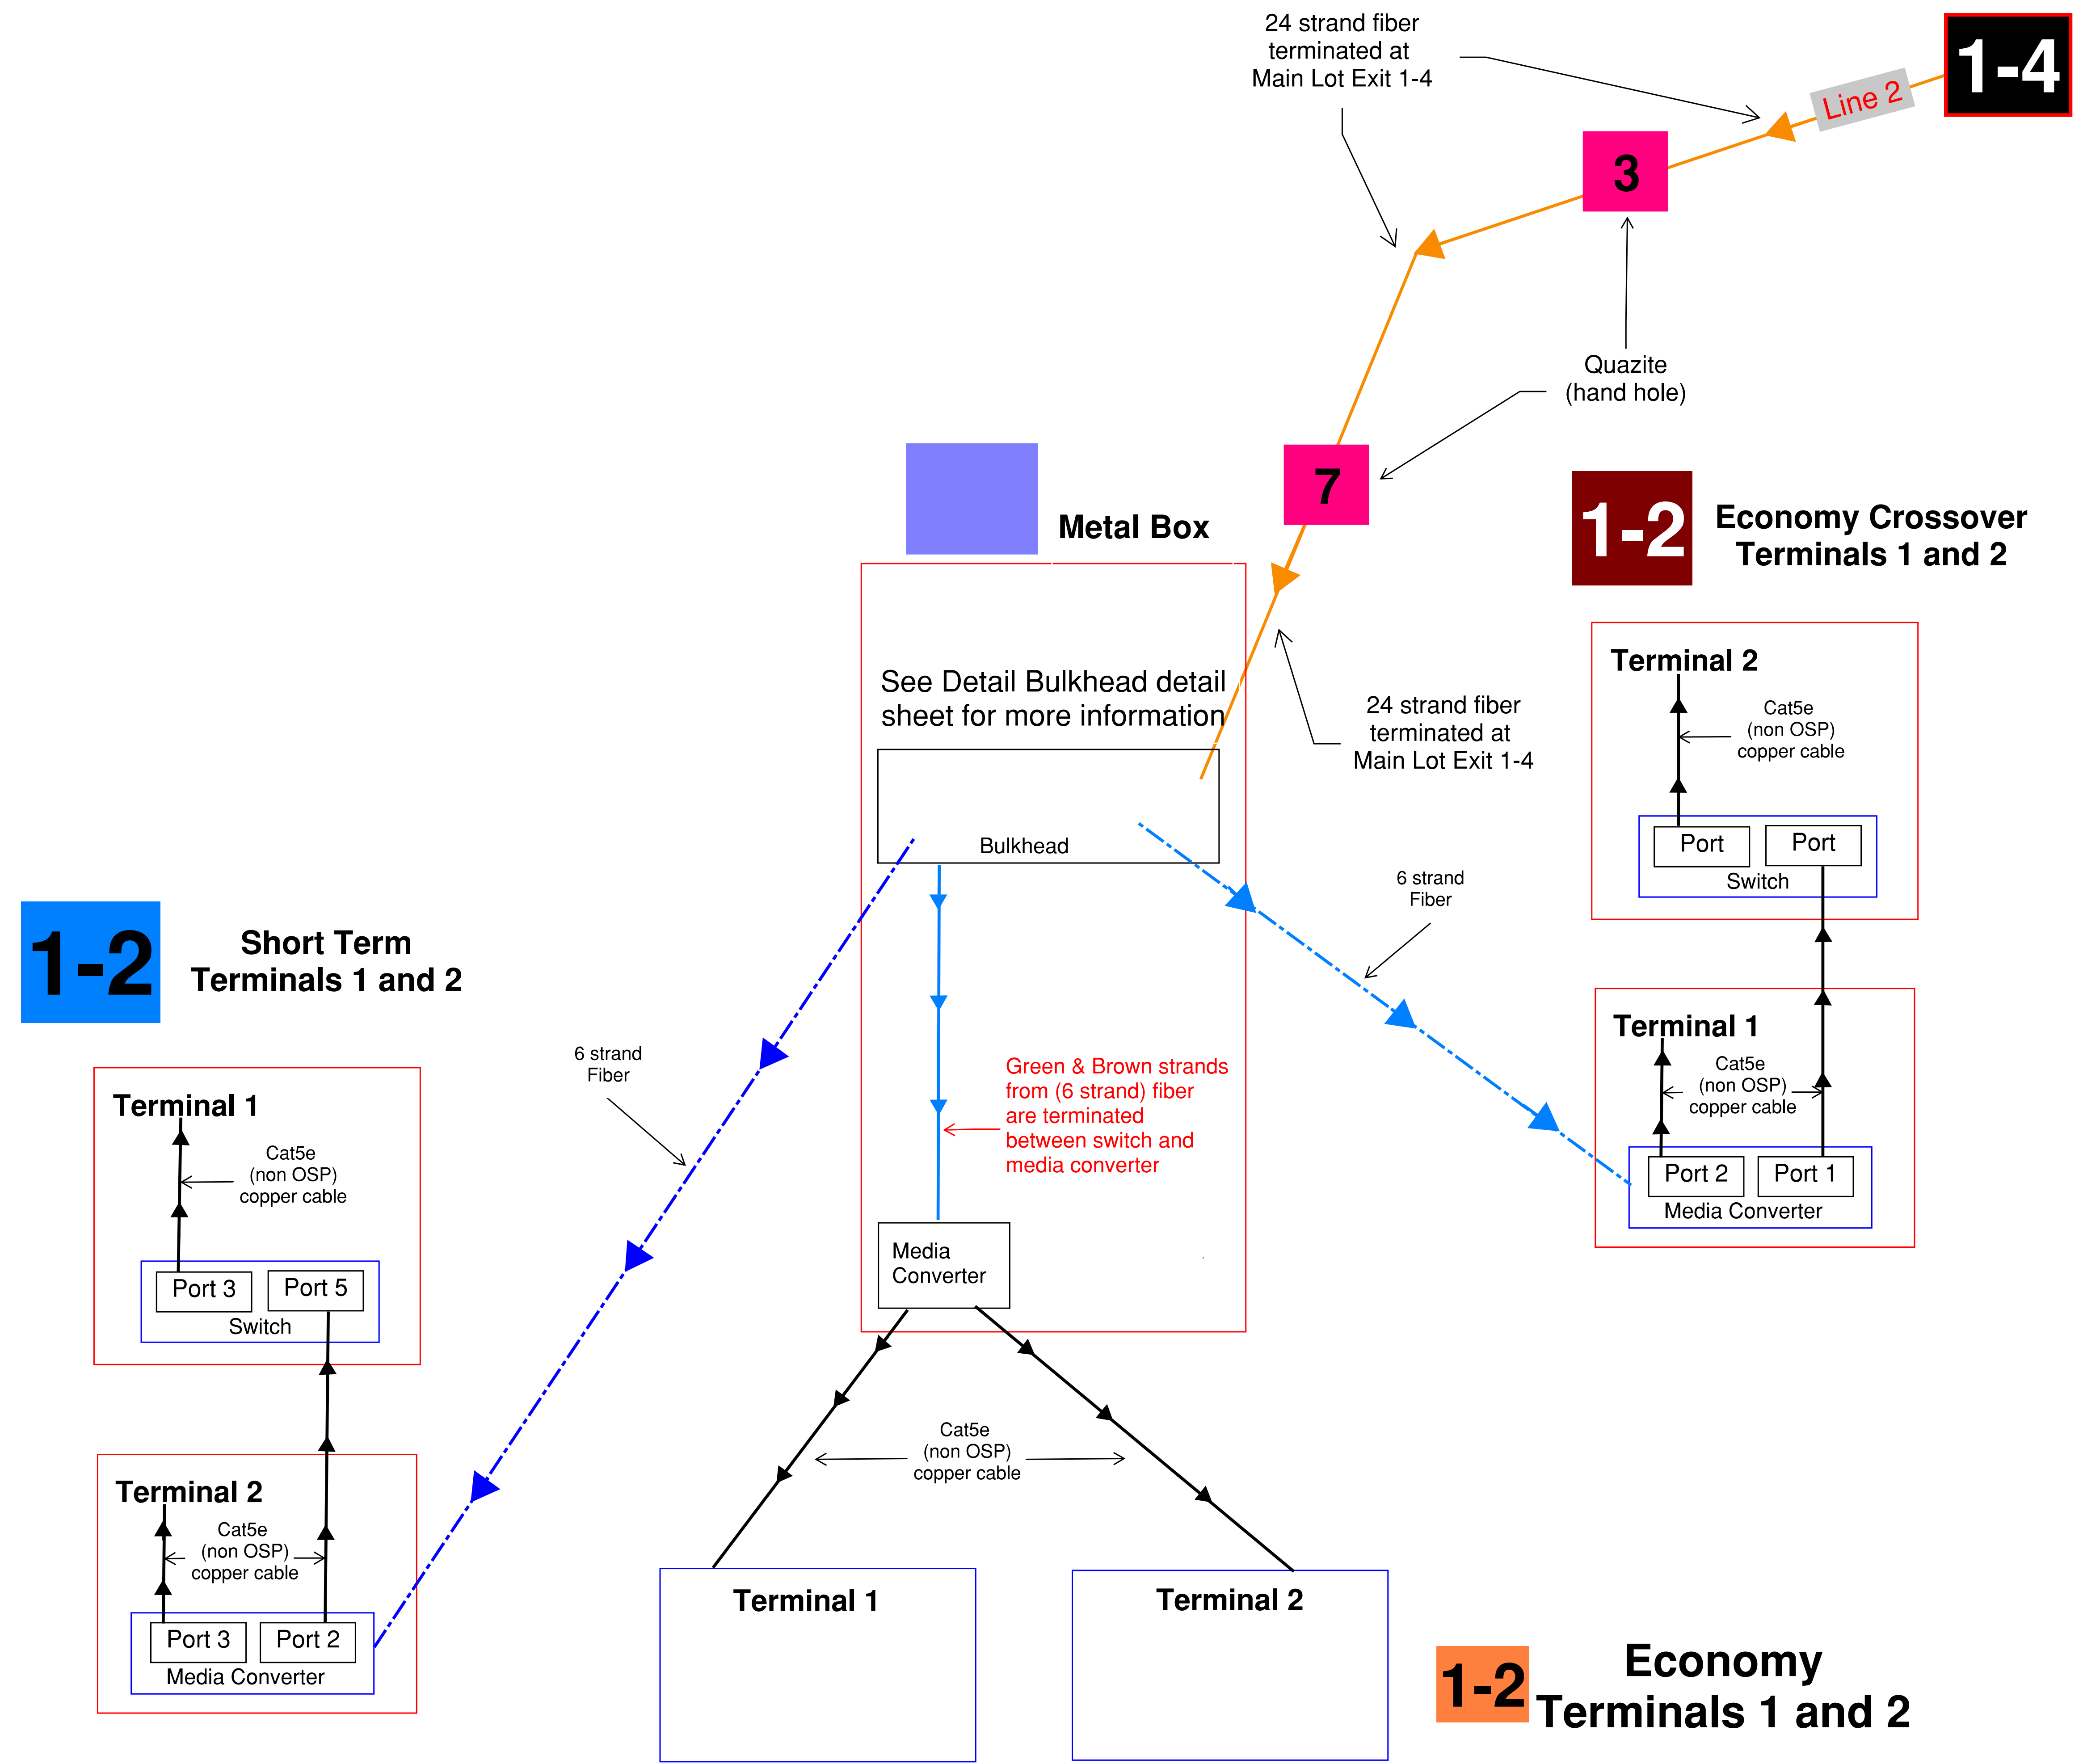 24 strand fiber
terminated at
Main Lot Exit 1-4
1-4
Line 2
3
Quazite
(hand hole)
7
Metal Box
1-2
Economy Crossover
Terminals 1 and 2
See Detail Bulkhead detail
sheet for more information
24 strand fiber
terminated at
Main Lot Exit 1-4
Bulkhead
Terminal 2
Cat5e
(non OSP)
copper cable
Port
Port
Switch
6 strand
Fiber
1-2
Short Term
Terminals 1 and 2
Terminal 1
Cat5e
(non OSP)
copper cable
Port 2
Port 1
Media Converter
6 strand
Fiber
Green & Brown strands
from (6 strand) fiber
are terminated
between switch and
media converter
Terminal 1
Cat5e
(non OSP)
copper cable
Port 3
Port 5
Switch
Media
Converter
Cat5e
(non OSP)
copper cable
Terminal 2
Cat5e
(non OSP)
copper cable
Port 3
Port 2
Media Converter
Terminal 1
Terminal 2
1-2
Economy
Terminals 1 and 2